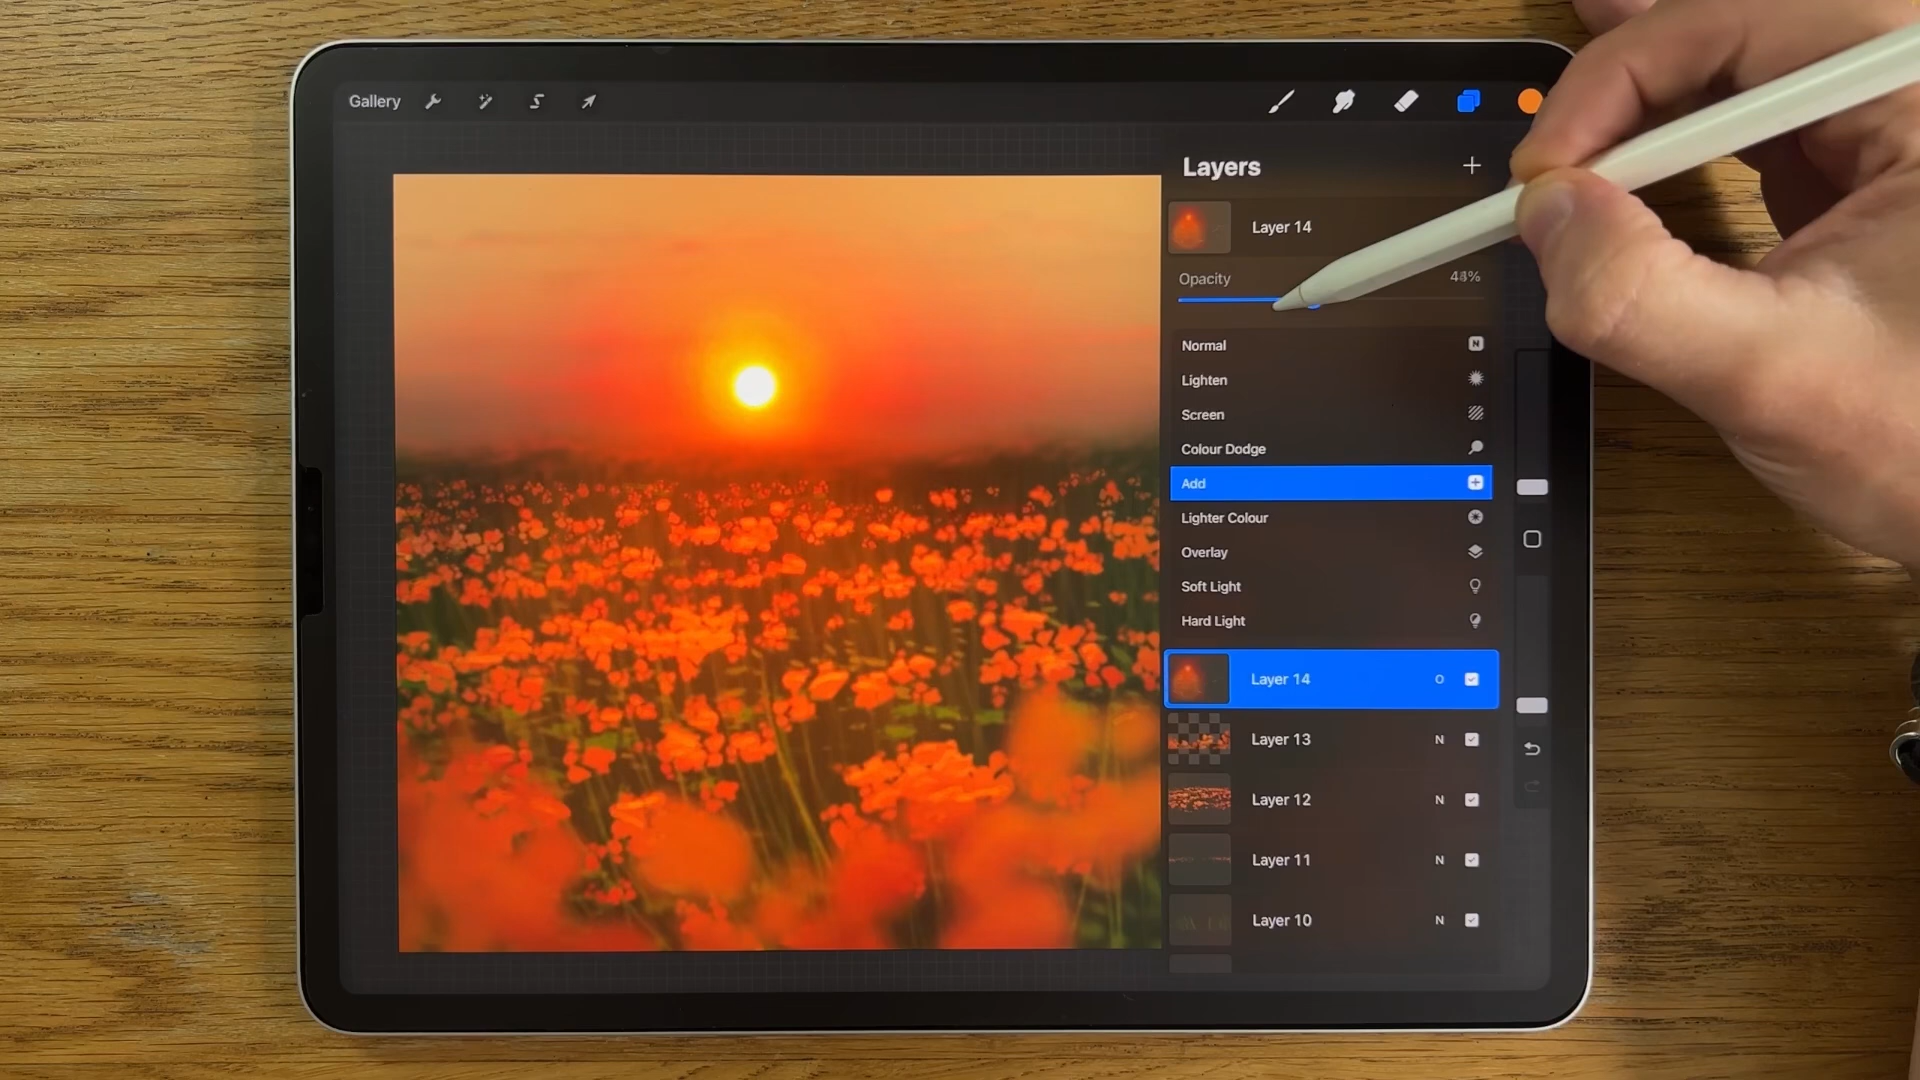 Gallery
Layers
Layer 14
Opacity
Normal
N
Lighten
Screen
Colour Dodge
Add
Lighter Colour
Overlay
Soft Light
Hard Light
Layer 14 O
Layer 13 N
Layer 12 N
Layer 11 N
Layer 10 N